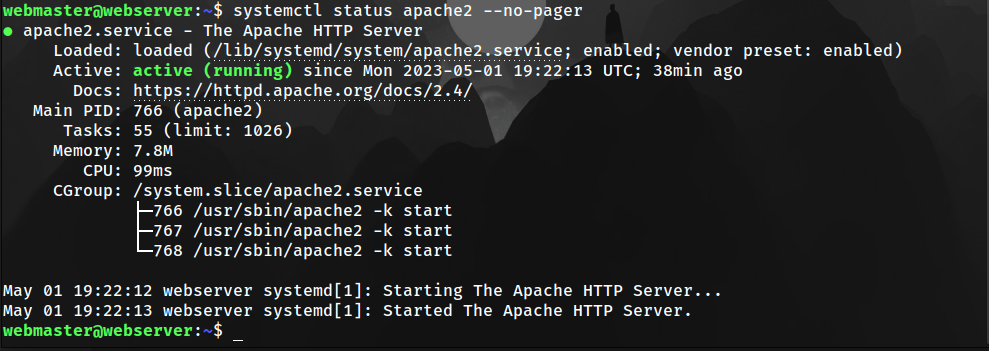 webmaster@webserver:~$ systemctl status apache2 --no-pager
● apache2.service - The Apache HTTP Server
     Loaded: loaded (/lib/systemd/system/apache2.service; enabled; vendor preset: enabled)
     Active: active (running) since Mon 2023-05-01 19:22:13 UTC; 38min ago
       Docs: https://httpd.apache.org/docs/2.4/
   Main PID: 766 (apache2)
      Tasks: 55 (limit: 1026)
     Memory: 7.8M
        CPU: 99ms
     CGroup: /system.slice/apache2.service
             ├─766 /usr/sbin/apache2 -k start
             ├─767 /usr/sbin/apache2 -k start
             └─768 /usr/sbin/apache2 -k start

May 01 19:22:12 webserver systemd[1]: Starting The Apache HTTP Server...
May 01 19:22:13 webserver systemd[1]: Started The Apache HTTP Server.
webmaster@webserver:~$ _